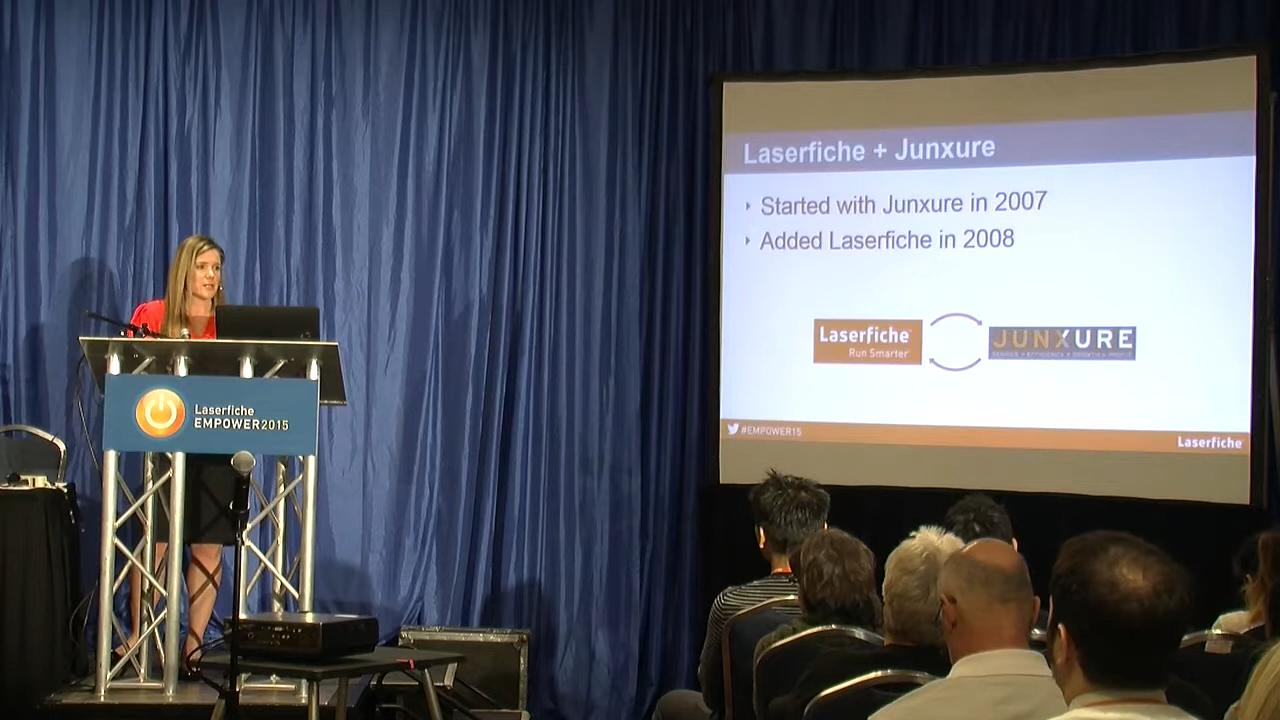 Laserfiche + Junxure
Started with Junxure in 2007
Added Laserfiche in 2008
Laserfiche
Run Smarter
JUNXURE
#EMPOWER15
Laserfiche
Laserfiche
EMPOWER2015